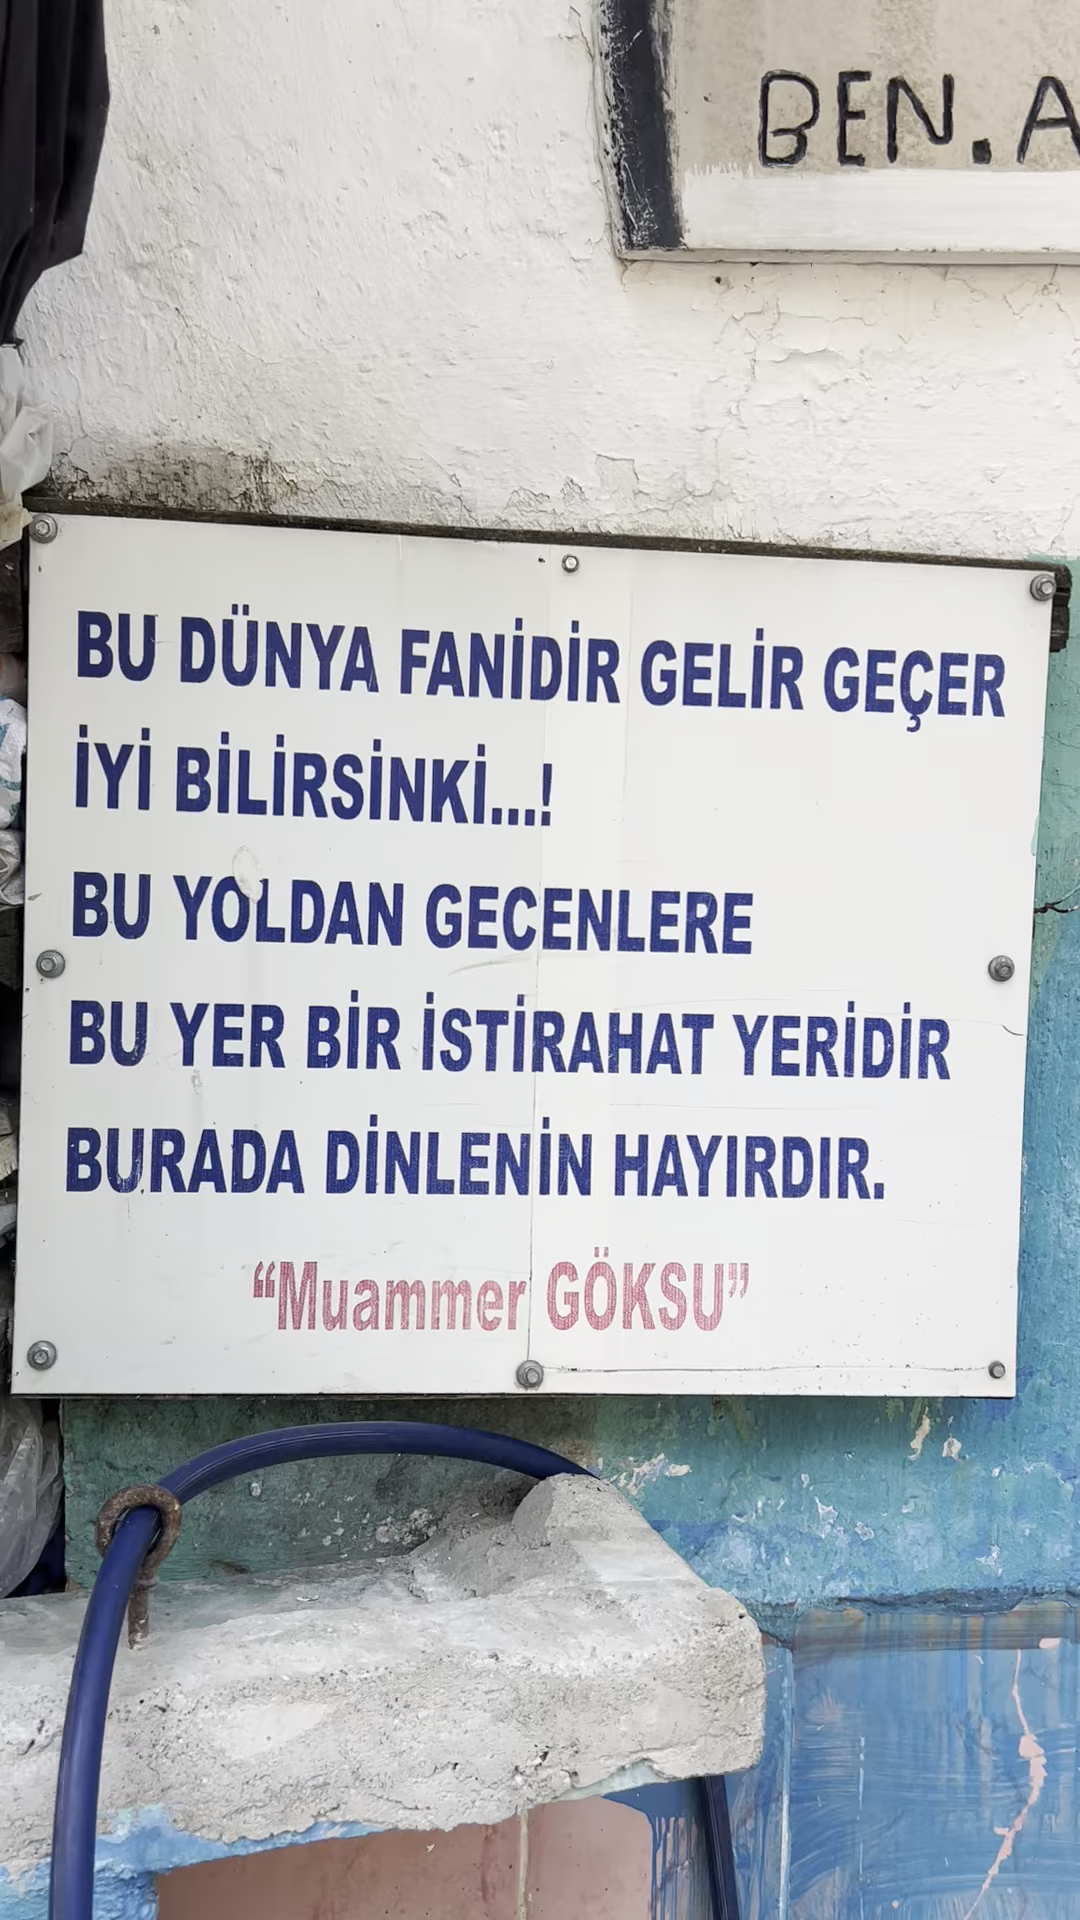 BEN. A
BU DÜNYA FANİDİR GELİR GEÇER
İYİ BİLİRSİNKİ...!
BU YOLDAN GECENLERE
BU YER BİR İSTİRAHAT YERİDİR
BURADA DİNLENİN HAYIRDIR.
“Muammer GÖKSU”